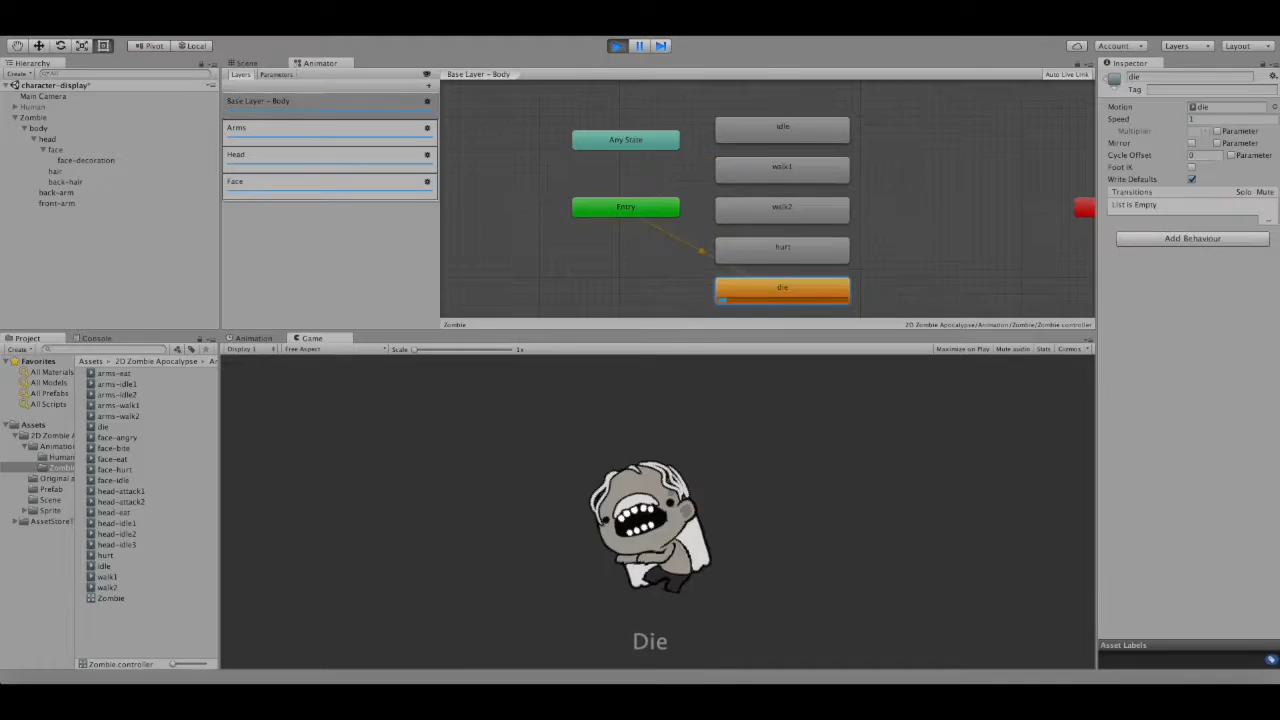 Pivot
Local
Account
Layers
Layout
Hierarchy
Create
All
character-display*
Main Camera
Human
Zombie
body
head
face
face-decoration
hair
back-hair
back-arm
front-arm
Scene
Animator
Layers
Parameters
Base Layer - Body
Arms
Head
Face
Base Layer - Body
Auto Live Link
Any State
Entry
idle
walk1
walk2
hurt
die
Zombie
2D Zombie Apocalypse/Animation/Zombie/Zombie.controller
Inspector
die
Tag
Motion
die
Speed
1
Multiplier
Parameter
Mirror
Parameter
Cycle Offset
0
Parameter
Foot IK
Write Defaults
Transitions
Solo Mute
List is Empty
Add Behaviour
Asset Labels
Project
Console
Create
Favorites
All Materials
All Models
All Prefabs
All Scripts
Assets
2D Zombie A
Animation
Human
Zombie
Original a
Prefab
Scene
Sprite
AssetStoreT
Assets
2D Zombie Apocalypse
An
arms-eat
arms-idle1
arms-idle2
arms-walk1
arms-walk2
die
face-angry
face-bite
face-eat
face-hurt
face-idle
head-attack1
head-attack2
head-eat
head-idle1
head-idle2
head-idle3
hurt
idle
walk1
walk2
Zombie
Zombie.controller
Animation
Game
Display 1
Free Aspect
Scale
1x
Maximize on Play
Mute audio
Stats
Gizmos
Die